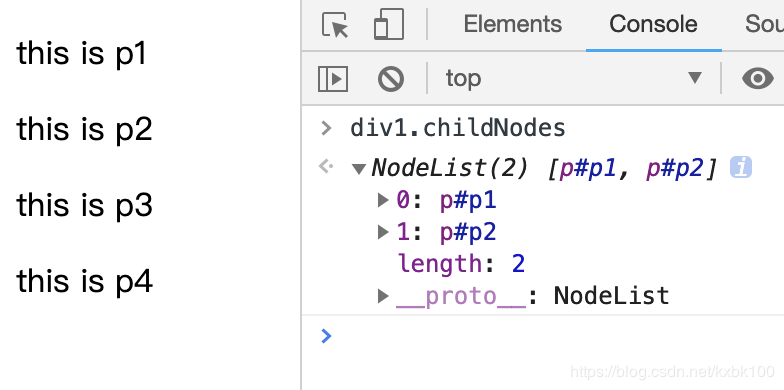 this is p1
this is p2
this is p3
this is p4
Elements Console Sou
top
> div1.childNodes
NodeList(2) [p#p1, p#p2] i
0: p#p1
1: p#p2
length: 2
__proto__: NodeList
>
https://blog.csdn.net/kxbk100